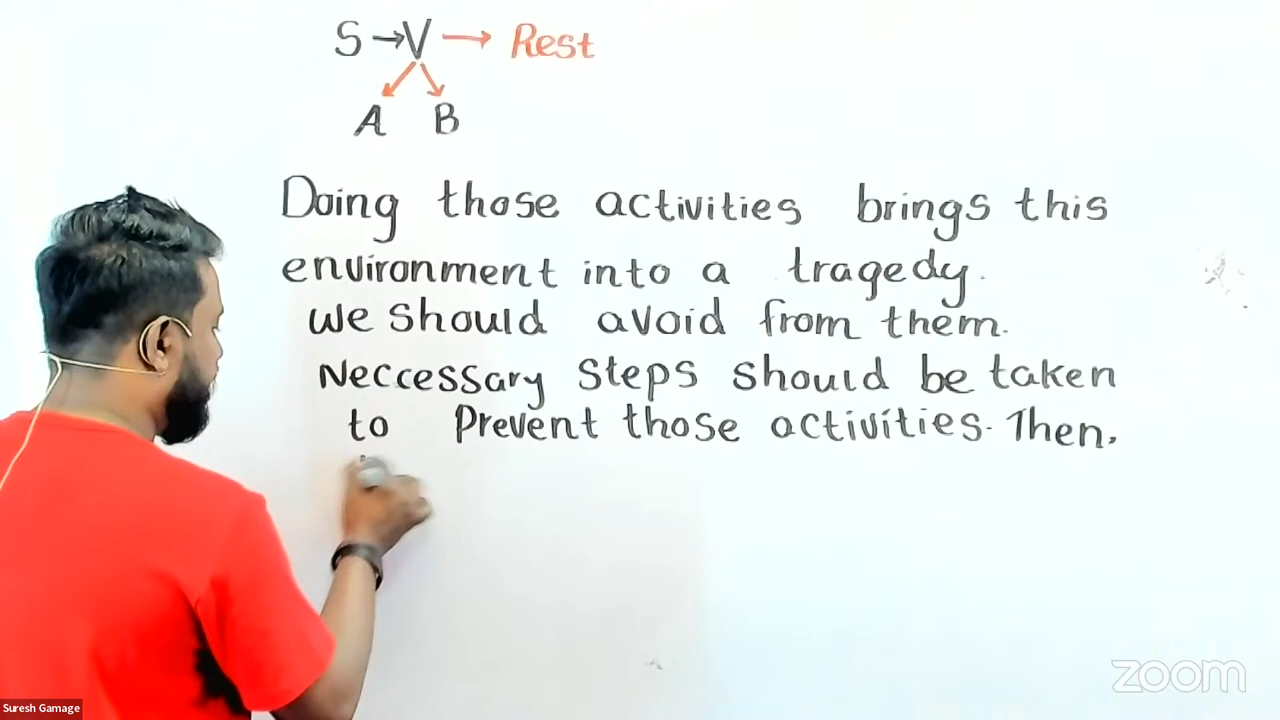 S → V → Rest
A B
Doing those activities brings this
environment into a tragedy.
we should avoid from them.
Neccessary steps should be taken
to Prevent those activities. Then,
zoom
Suresh Gamage